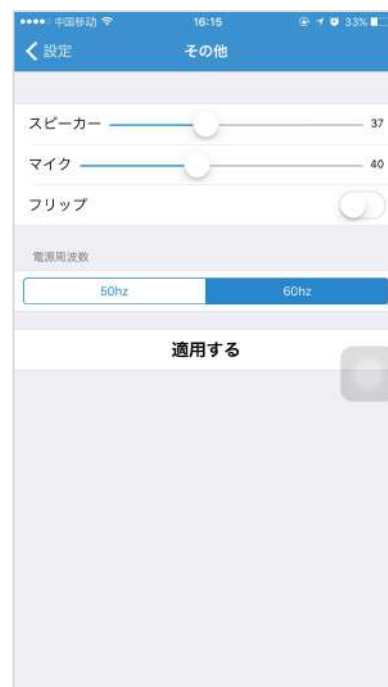 中国移动 16:15 33%
設定 その他
スピーカー 37
マイク 40
フリップ
電源周波数
50hz 60hz
適用する